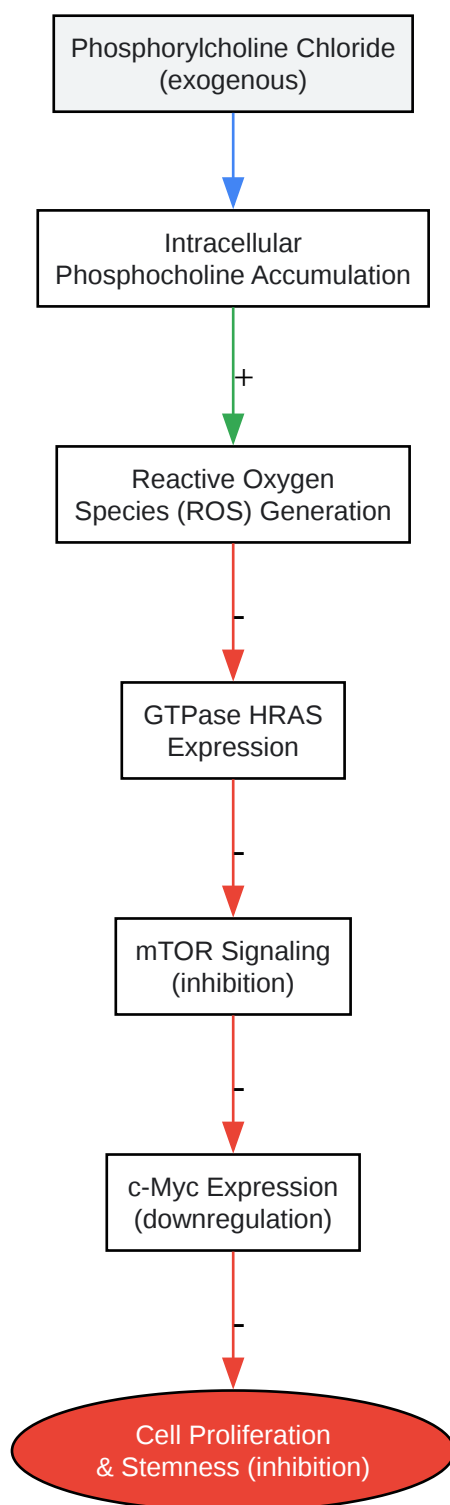 Phosphorylcholine Chloride
(exogenous)
Intracellular
Phosphocholine Accumulation
+
Reactive Oxygen
Species (ROS) Generation
-
GTPase HRAS
Expression
-
mTOR Signaling
(inhibition)
-
c-Myc Expression
(downregulation)
-
Cell Proliferation
& Stemness (inhibition)